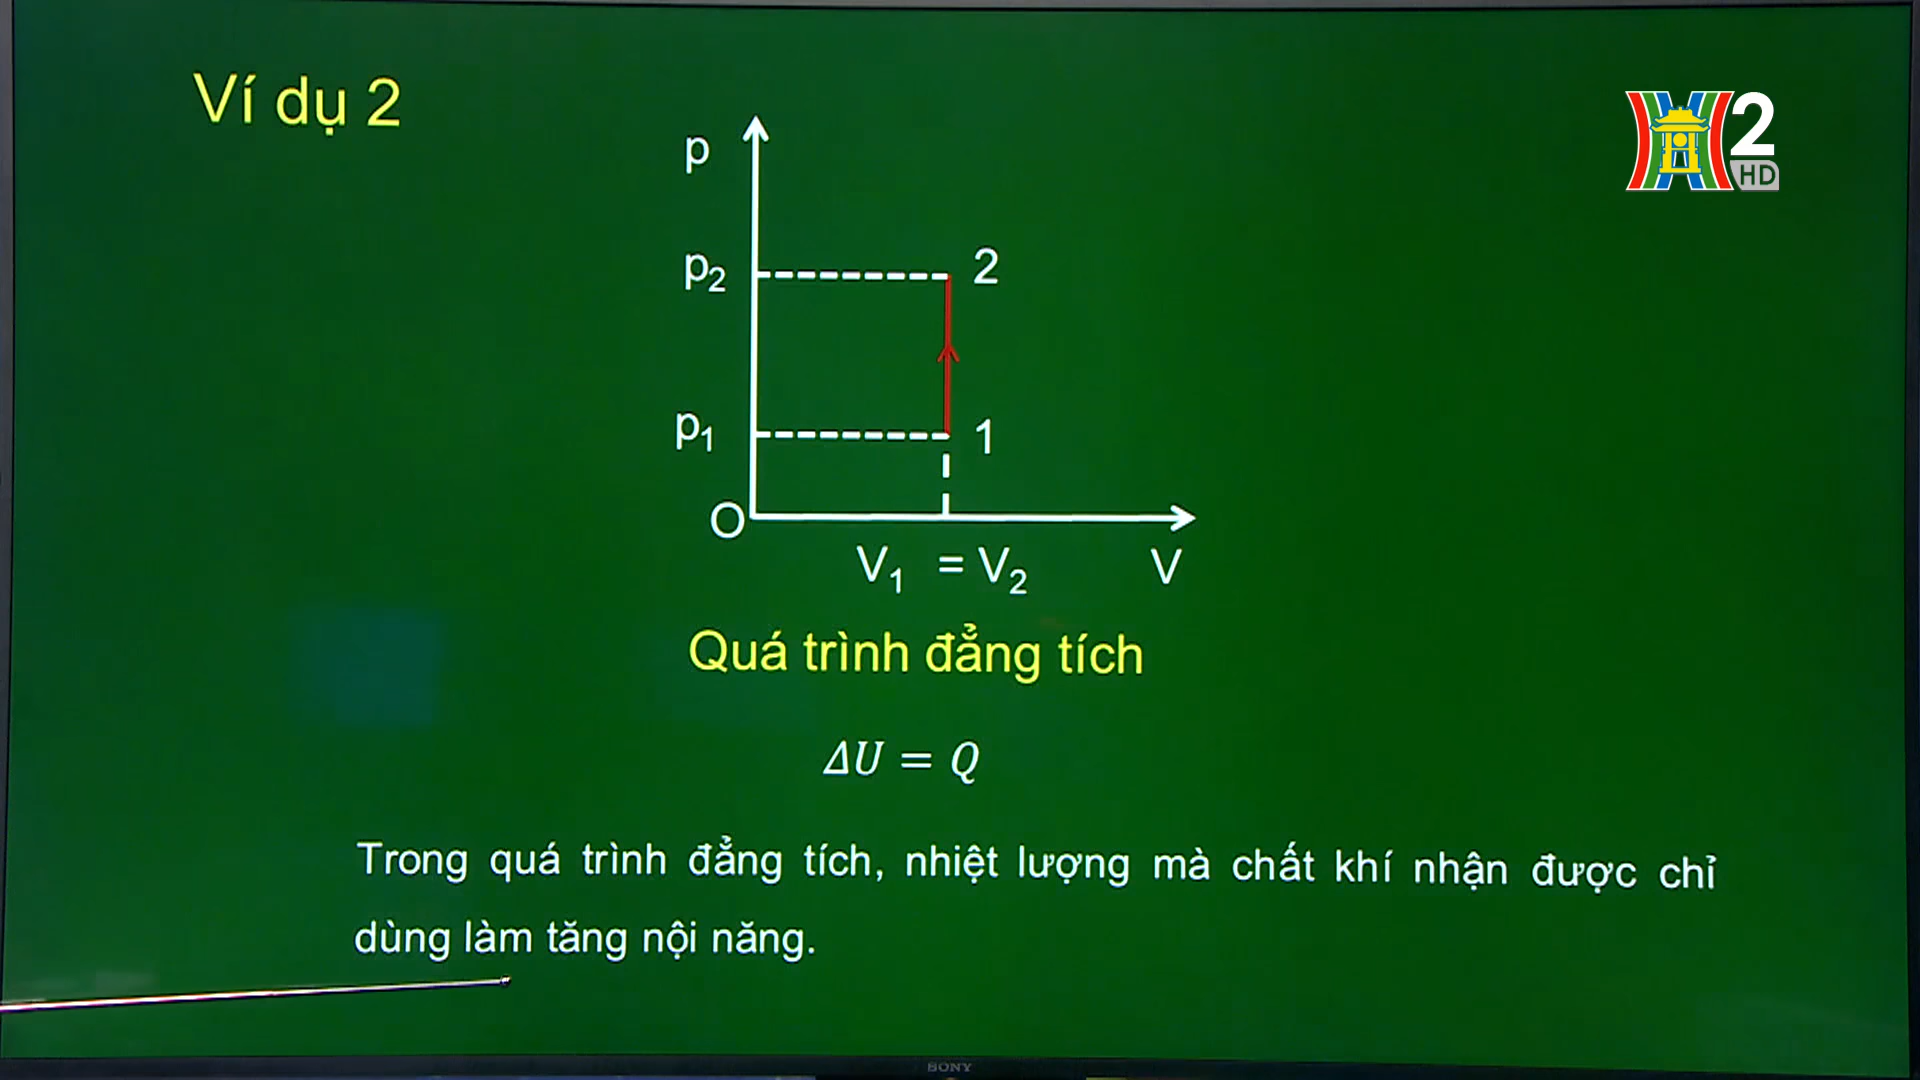 Ví dụ 2
2
HD
p
p₂
2
p₁
1
O
V₁ = V₂
V
Quá trình đẳng tích
ΔU = Q
Trong quá trình đẳng tích, nhiệt lượng mà chất khí nhận được chỉ
dùng làm tăng nội năng.
SONY